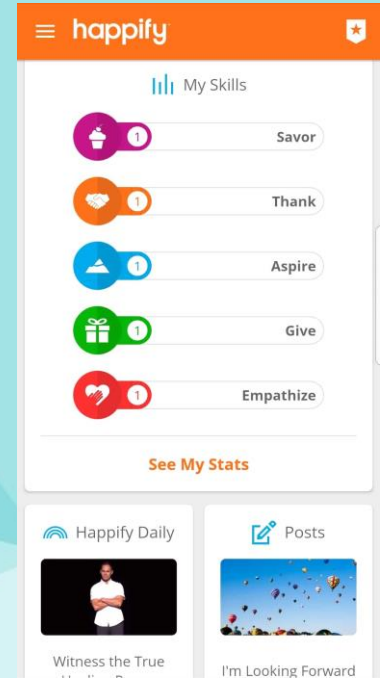 happify
My Skills
1 Savor
1 Thank
1 Aspire
1 Give
1 Empathize
See My Stats
Happify Daily
Posts
Witness the True
I'm Looking Forward